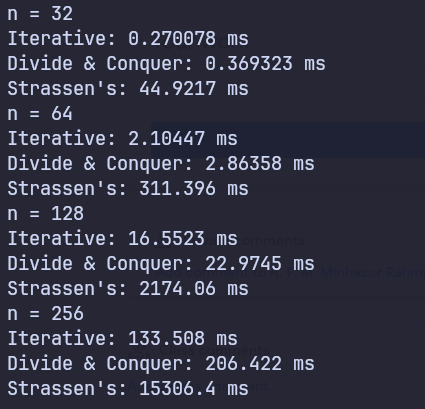 n = 32
Iterative: 0.270078 ms
Divide & Conquer: 0.369323 ms
Strassen's: 44.9217 ms
n = 64
Iterative: 2.10447 ms
Divide & Conquer: 2.86358 ms
Strassen's: 311.396 ms
n = 128
Iterative: 16.5523 ms
Divide & Conquer: 22.9745 ms
Strassen's: 2174.06 ms
n = 256
Iterative: 133.508 ms
Divide & Conquer: 206.422 ms
Strassen's: 15306.4 ms